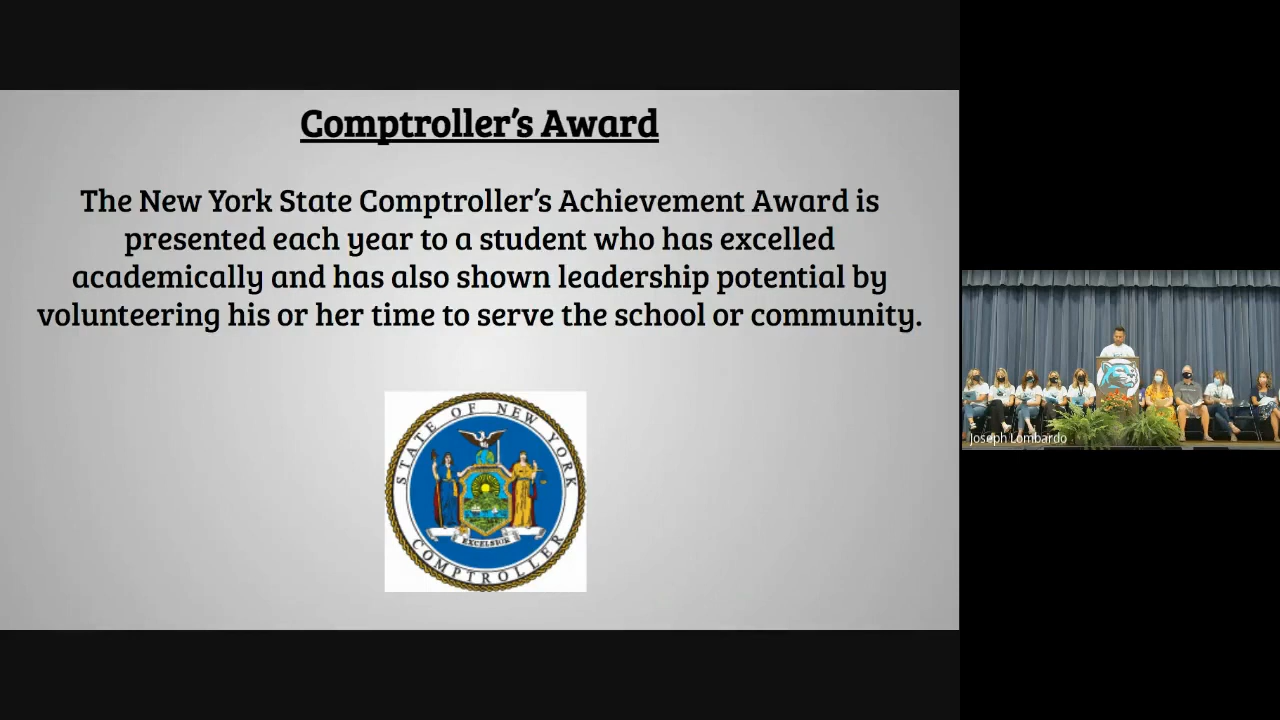 Comptroller's Award
The New York State Comptroller's Achievement Award is
presented each year to a student who has excelled
academically and has also shown leadership potential by
volunteering his or her time to serve the school or community.
STATE OF NEW YORK
EXCELSIOR
COMPTROLLER
Joseph Lombardo